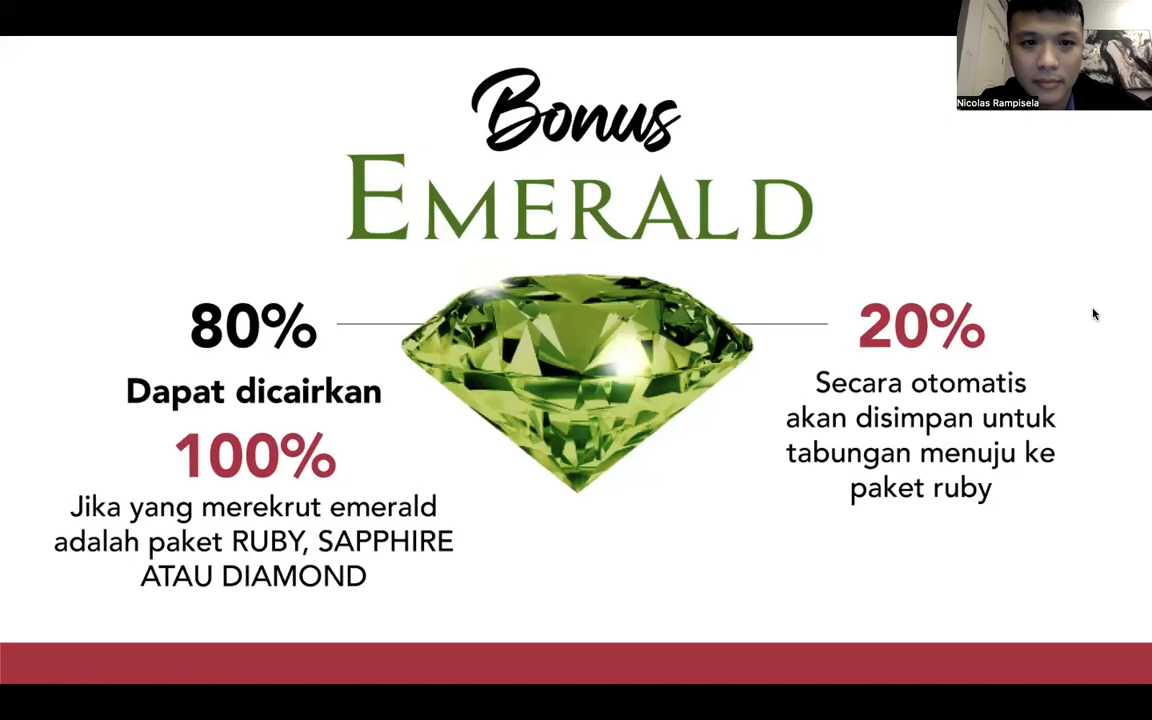 Nicolas Rampisela
Bonus
EMERALD
80%
Dapat dicairkan
100%
Jika yang merekrut emerald
adalah paket RUBY, SAPPHIRE
ATAU DIAMOND
20%
Secara otomatis
akan disimpan untuk
tabungan menuju ke
paket ruby